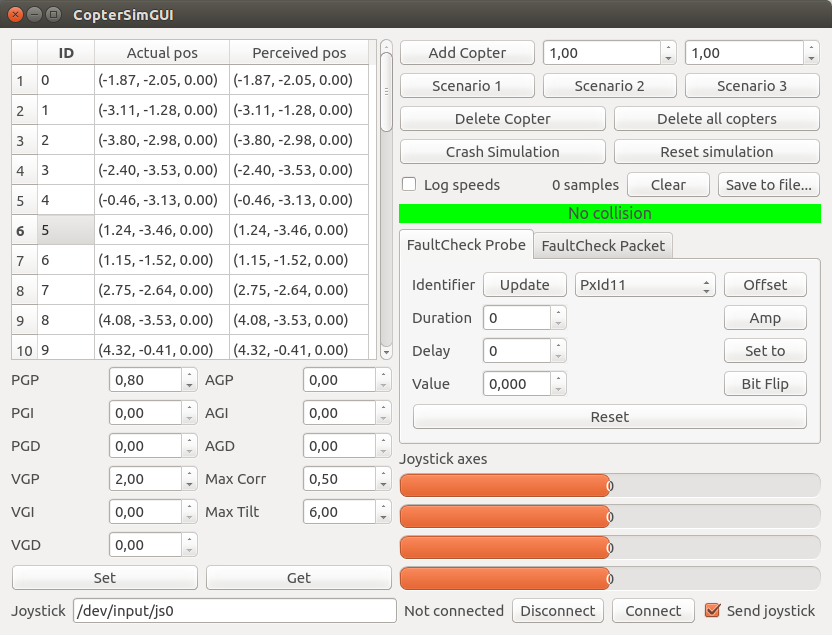 CopterSimGUI
ID Actual pos Perceived pos
1 0 (-1.87, -2.05, 0.00) (-1.87, -2.05, 0.00)
2 1 (-3.11, -1.28, 0.00) (-3.11, -1.28, 0.00)
3 2 (-3.80, -2.98, 0.00) (-3.80, -2.98, 0.00)
4 3 (-2.40, -3.53, 0.00) (-2.40, -3.53, 0.00)
5 4 (-0.46, -3.13, 0.00) (-0.46, -3.13, 0.00)
6 5 (1.24, -3.46, 0.00) (1.24, -3.46, 0.00)
7 6 (1.15, -1.52, 0.00) (1.15, -1.52, 0.00)
8 7 (2.75, -2.64, 0.00) (2.75, -2.64, 0.00)
9 8 (4.08, -3.53, 0.00) (4.08, -3.53, 0.00)
10 9 (4.32, -0.41, 0.00) (4.32, -0.41, 0.00)
PGP 0,80 AGP 0,00
PGI 0,00 AGI 0,00
PGD 0,00 AGD 0,00
VGP 2,00 Max Corr 0,50
VGI 0,00 Max Tilt 6,00
VGD 0,00
Set Get
Add Copter 1,00 1,00
Scenario 1 Scenario 2 Scenario 3
Delete Copter Delete all copters
Crash Simulation Reset simulation
Log speeds 0 samples Clear Save to file...
No collision
FaultCheck Probe FaultCheck Packet
Identifier Update PxId11 Offset
Duration 0 Amp
Delay 0 Set to
Value 0,000 Bit Flip
Reset
Joystick axes
0
0
0
0
Joystick /dev/input/js0 Not connected Disconnect Connect Send joystick